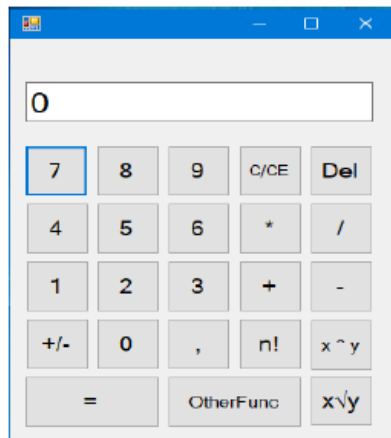 0
7 8 9 C/CE Del
4 5 6 * /
1 2 3 + -
+/- 0 , n! x ^ y
= OtherFunc x√y